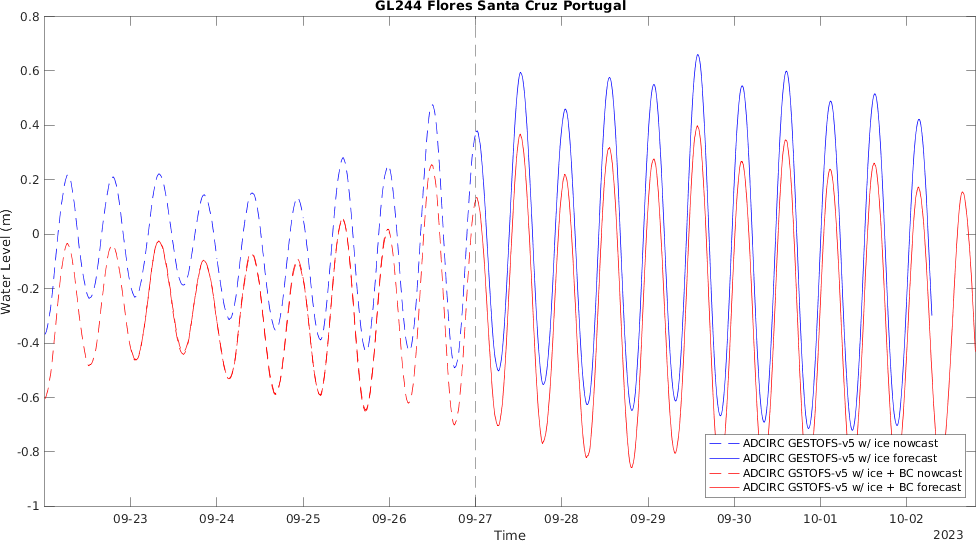 GL244 Flores Santa Cruz Portugal
Water Level (m)
0.8
0.6
0.4
0.2
0
-0.2
-0.4
-0.6
-0.8
-1
ADCIRC GESTOFS-v5 w/ ice nowcast
ADCIRC GESTOFS-v5 w/ ice forecast
ADCIRC GSTOFS-v5 w/ ice + BC nowcast
ADCIRC GSTOFS-v5 w/ ice + BC forecast
09-23 09-24 09-25 09-26 09-27 09-28 09-29 09-30 10-01 10-02
Time
2023